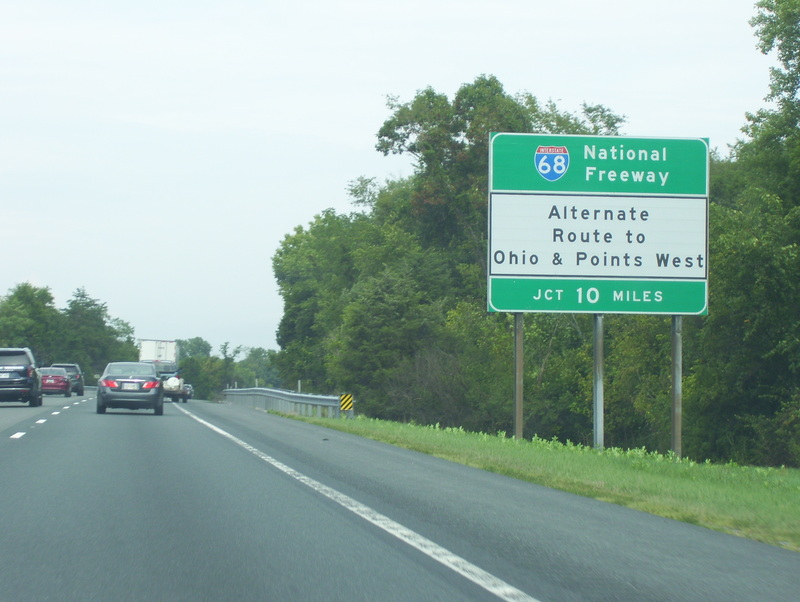 INTERSTATE
68
National
Freeway
Alternate
Route to
Ohio & Points West
JCT 10 MILES